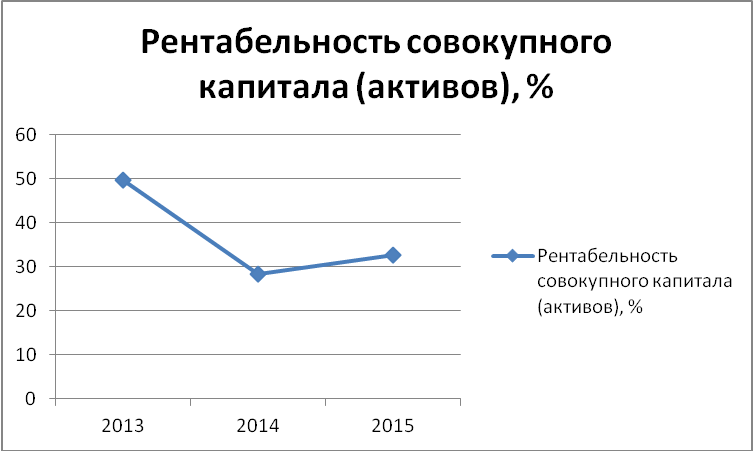 Рентабельность совокупного
капитала (активов), %
60
50
40
30
20
10
0
2013 2014 2015
Рентабельность
совокупного капитала
(активов), %